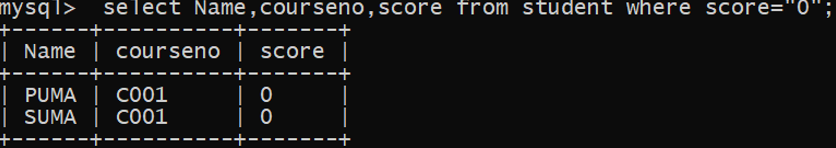 mysql>  select Name,courseno,score from student where score="0";
+------+----------+-------+
| Name | courseno | score |
+------+----------+-------+
| PUMA | C001     | 0     |
| SUMA | C001     | 0     |
+------+----------+-------+